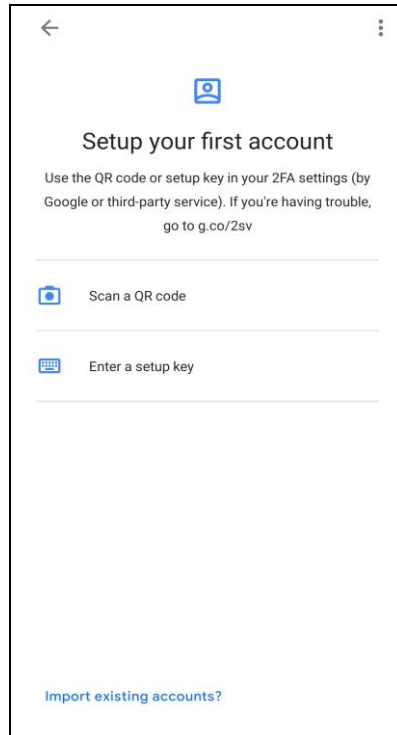 Setup your first account
Use the QR code or setup key in your 2FA settings (by
Google or third-party service). If you're having trouble,
go to g.co/2sv
Scan a QR code
Enter a setup key
Import existing accounts?